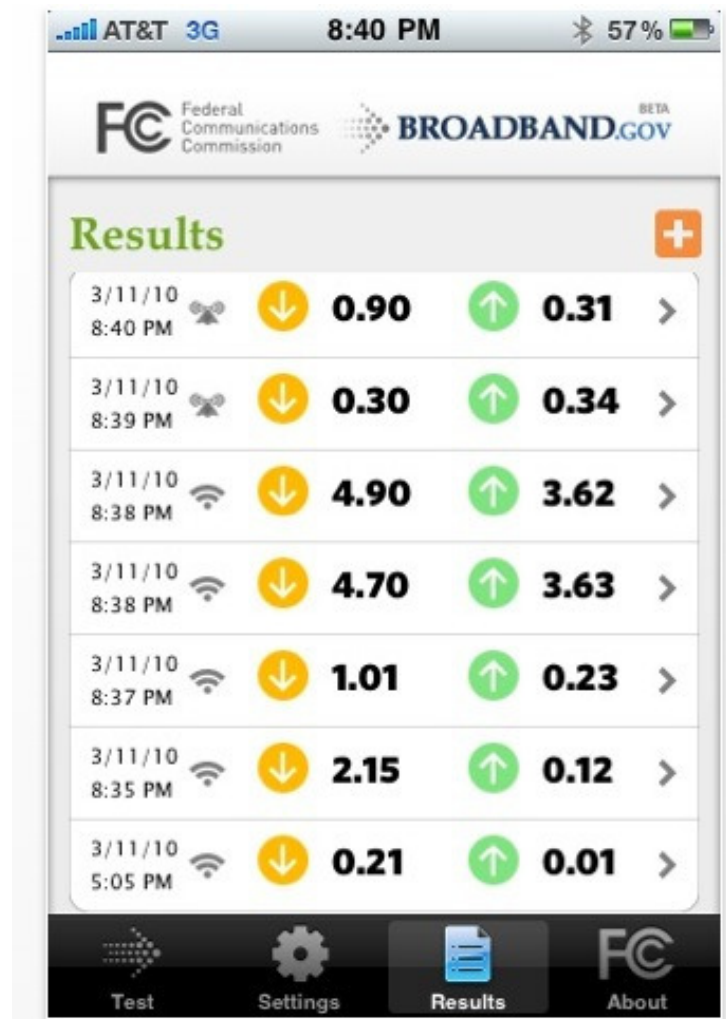 AT&T 3G 8:40 PM 57%
FC Federal Communications Commission BROADBAND.GOV BETA
Results
3/11/10 8:40 PM 0.90 0.31
3/11/10 8:39 PM 0.30 0.34
3/11/10 8:38 PM 4.90 3.62
3/11/10 8:38 PM 4.70 3.63
3/11/10 8:37 PM 1.01 0.23
3/11/10 8:35 PM 2.15 0.12
3/11/10 5:05 PM 0.21 0.01
Test Settings Results FC About